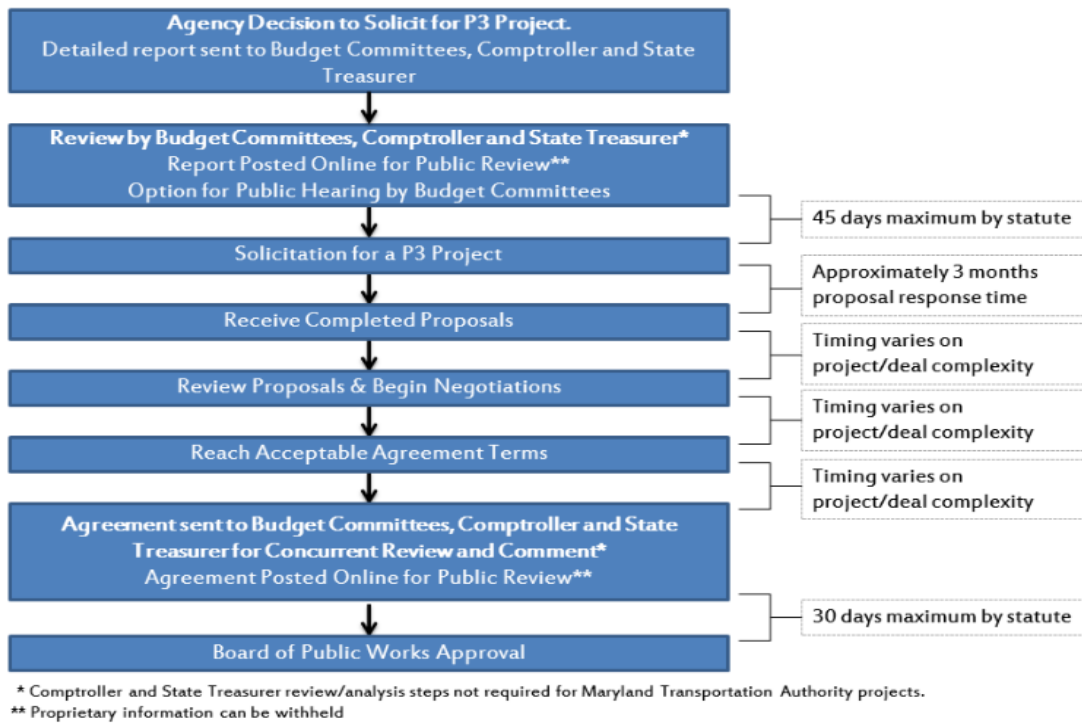 Agency Decision to Solicit for P3 Project.
Detailed report sent to Budget Committees, Comptroller and State
Treasurer
Review by Budget Committees, Comptroller and State Treasurer*
Report Posted Online for Public Review**
Option for Public Hearing by Budget Committees
45 days maximum by statute
Solicitation for a P3 Project
Approximately 3 months
proposal response time
Receive Completed Proposals
Timing varies on
project/deal complexity
Review Proposals & Begin Negotiations
Timing varies on
project/deal complexity
Reach Acceptable Agreement Terms
Timing varies on
project/deal complexity
Agreement sent to Budget Committees, Comptroller and State
Treasurer for Concurrent Review and Comment*
Agreement Posted Online for Public Review**
30 days maximum by statute
Board of Public Works Approval
* Comptroller and State Treasurer review/analysis steps not required for Maryland Transportation Authority projects.
** Proprietary information can be withheld